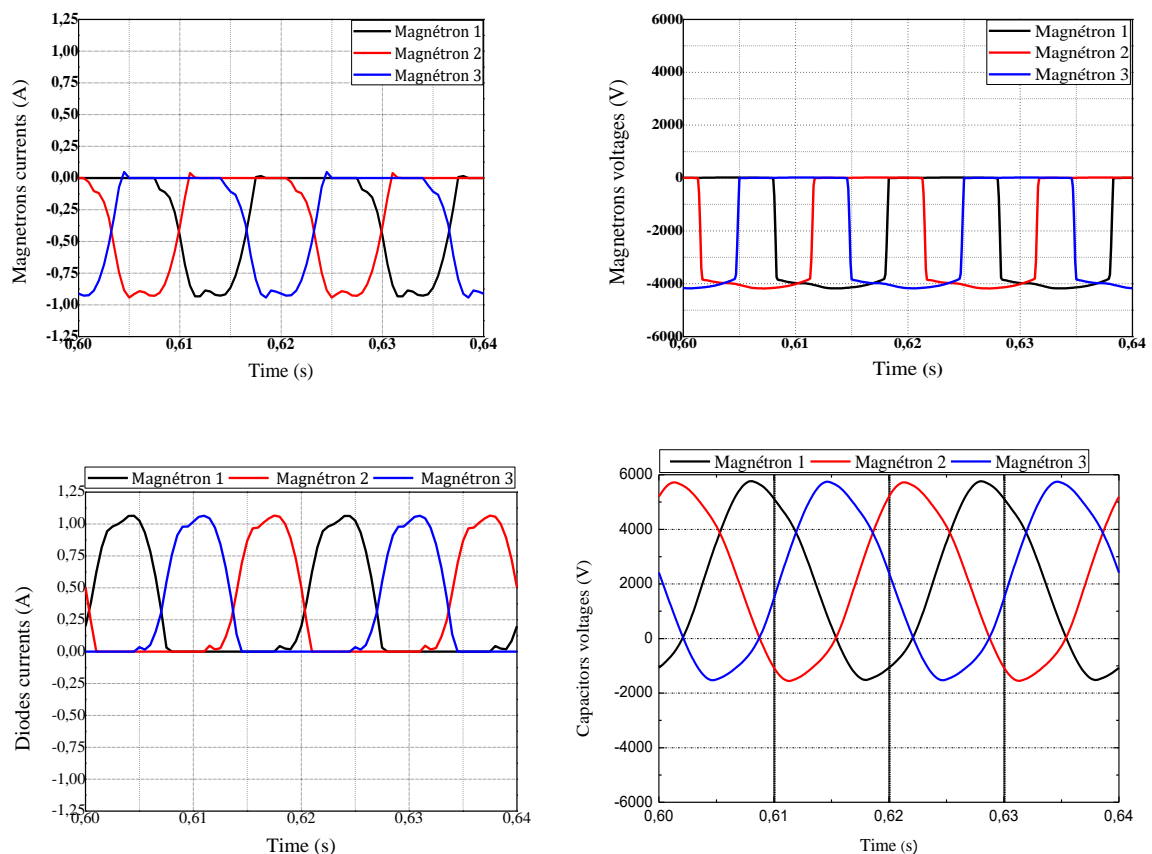 Magnetrons currents (A)
1,25
1,00
0,75
0,50
0,25
0,00
-0,25
-0,50
-0,75
-1,00
-1,25
0,60 0,61 0,62 0,63 0,64
Time (s)
Magnétron 1
Magnétron 2
Magnétron 3
Magnetrons voltages (V)
6000
4000
2000
0
-2000
-4000
-6000
0,60 0,61 0,62 0,63 0,64
Time (s)
Magnétron 1
Magnétron 2
Magnétron 3
Magnétron 1 Magnétron 2 Magnétron 3
Diodes currents (A)
1,25
1,00
0,75
0,50
0,25
0,00
-0,25
-0,50
-0,75
-1,00
-1,25
0,60 0,61 0,62 0,63 0,64
Time (s)
Magnétron 1 Magnétron 2 Magnétron 3
Capacitors voltages (V)
6000
4000
2000
0
-2000
-4000
-6000
0,60 0,61 0,62 0,63 0,64
Time (s)